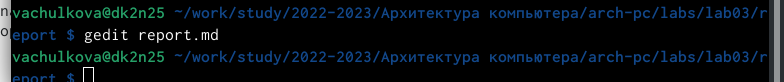 vachulkova@dk2n25 ~/work/study/2022-2023/Архитектура компьютера/arch-pc/labs/lab03/r
eport $ gedit report.md
vachulkova@dk2n25 ~/work/study/2022-2023/Архитектура компьютера/arch-pc/labs/lab03/r
eport $